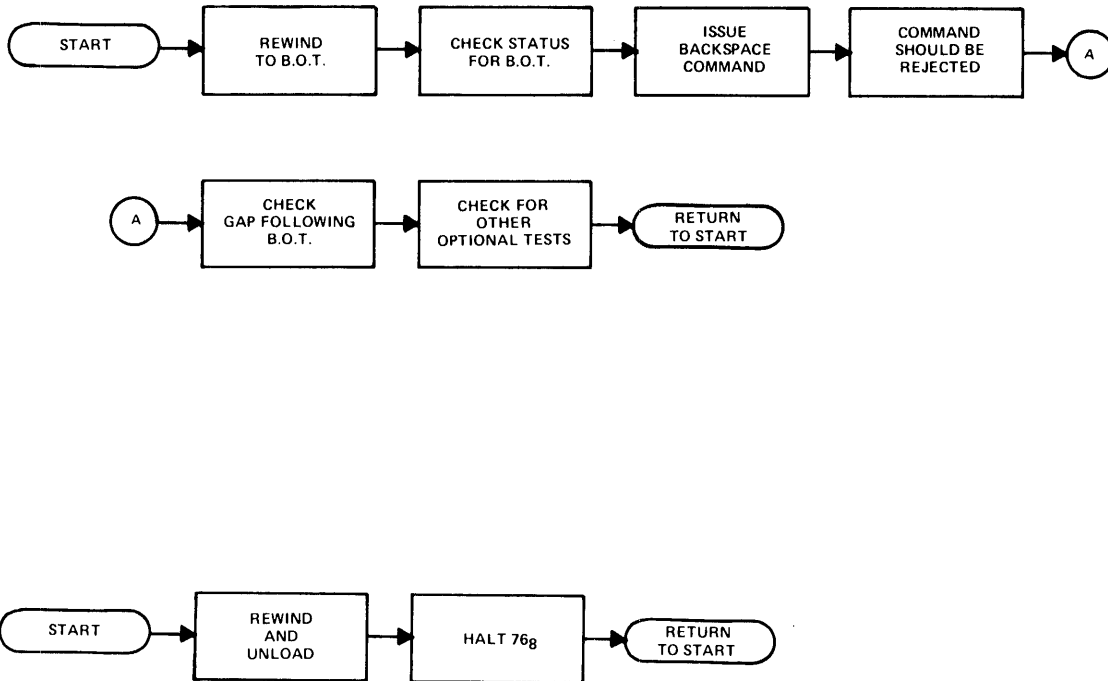 START
REWIND
TO B.O.T.
CHECK STATUS
FOR B.O.T.
ISSUE
BACKSPACE
COMMAND
COMMAND
SHOULD BE
REJECTED
A
A
CHECK
GAP FOLLOWING
B.O.T.
CHECK FOR
OTHER
OPTIONAL TESTS
RETURN
TO START
START
REWIND
AND
UNLOAD
HALT 76₈
RETURN
TO START